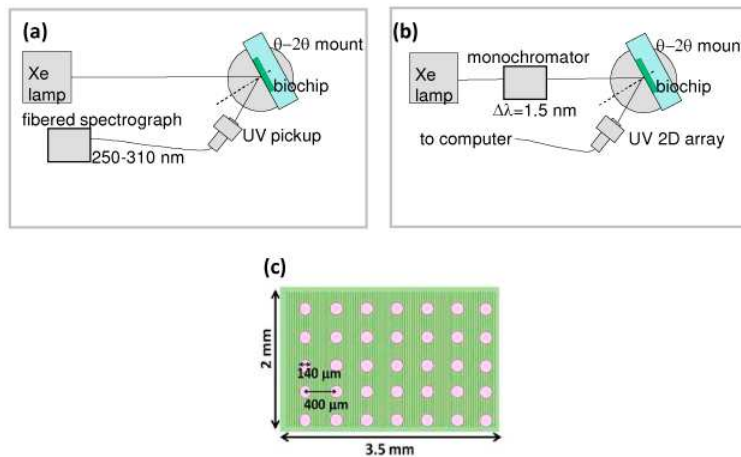 (a)
θ−2θ mount
Xe
lamp
biochip
fibered spectrograph
250-310 nm
UV pickup
(b)
θ−2θ mount
monochromator
Xe
lamp
biochip
Δλ=1.5 nm
to computer
UV 2D array
(c)
2 mm
140 μm
400 μm
3.5 mm